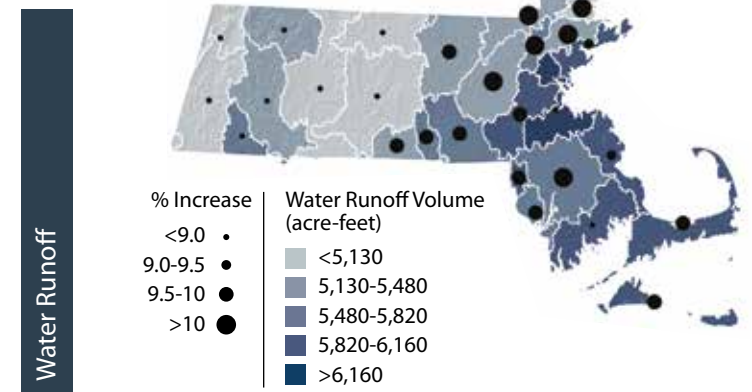 Water Runoff
% Increase
<9.0
9.0-9.5
9.5-10
>10
Water Runoff Volume
(acre-feet)
<5,130
5,130-5,480
5,480-5,820
5,820-6,160
>6,160